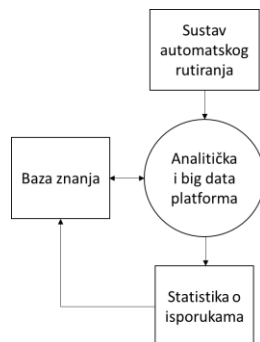 Sustav
automatskog
rutiranja
Baza znanja
Analitička
i big data
platforma
Statistika o
isporukama